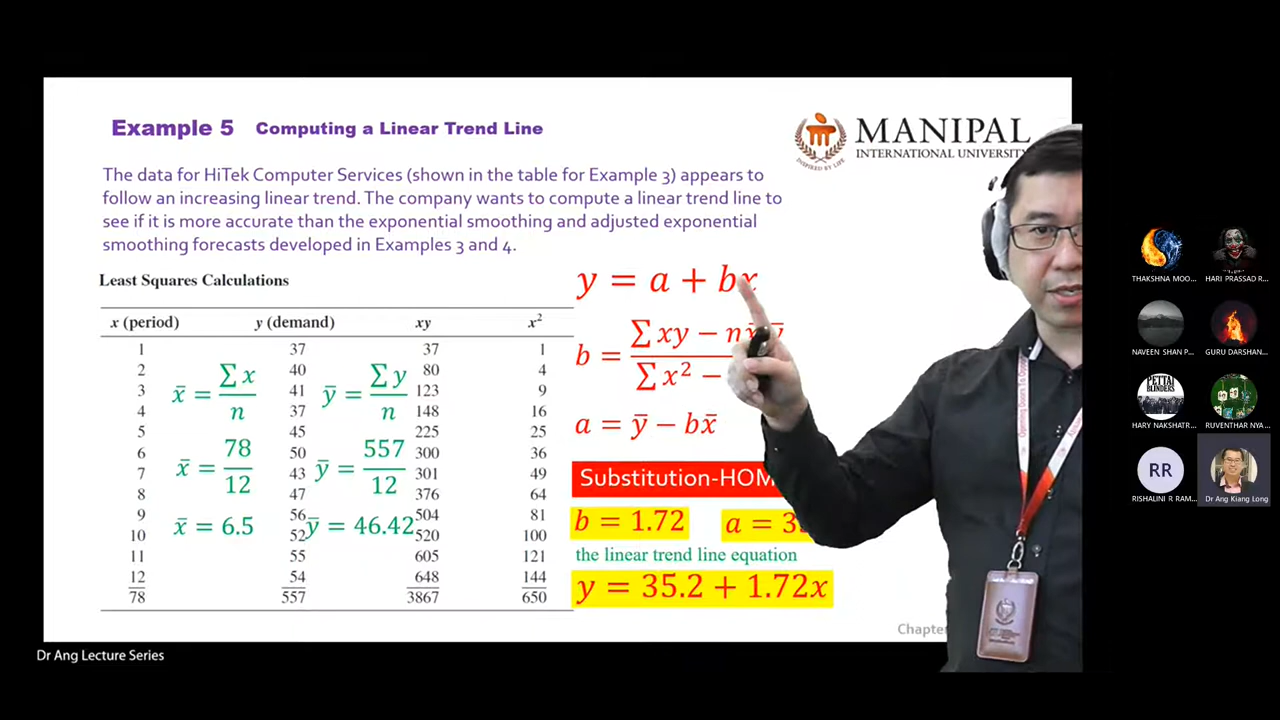 Example 5 Computing a Linear Trend Line
MANIPAL
INTERNATIONAL UNIVERSITY
INSPIRED BY LIFE
The data for HiTek Computer Services (shown in the table for Example 3) appears to
follow an increasing linear trend. The company wants to compute a linear trend line to
see if it is more accurate than the exponential smoothing and adjusted exponential
smoothing forecasts developed in Examples 3 and 4.
Least Squares Calculations
x (period) y (demand) xy x²
1 37 37 1
2 40 80 4
3 41 123 9
4 37 148 16
5 45 225 25
6 50 300 36
7 43 301 49
8 47 376 64
9 56 504 81
10 52 520 100
11 55 605 121
12 54 648 144
78 557 3867 650
x̄ = ∑x / n ȳ = ∑y / n
x̄ = 78 / 12 ȳ = 557 / 12
x̄ = 6.5 ȳ = 46.42
y = a + bx
b = ∑xy − nx̄ȳ / ∑x² −
a = ȳ − bx̄
Substitution-HOM
b = 1.72 a = 3
the linear trend line equation
y = 35.2 + 1.72x
Chapter
Dr Ang Lecture Series
THAKSHNA MOO... HARI PRASSAD R...
NAVEEN SHAN P... GURU DARSHAN...
PETTAI
BLINDERS
HARY NAKSHATR... RUVENTHAR NYA...
RR
RISHALINI R RAM... Dr Ang Kiang Long